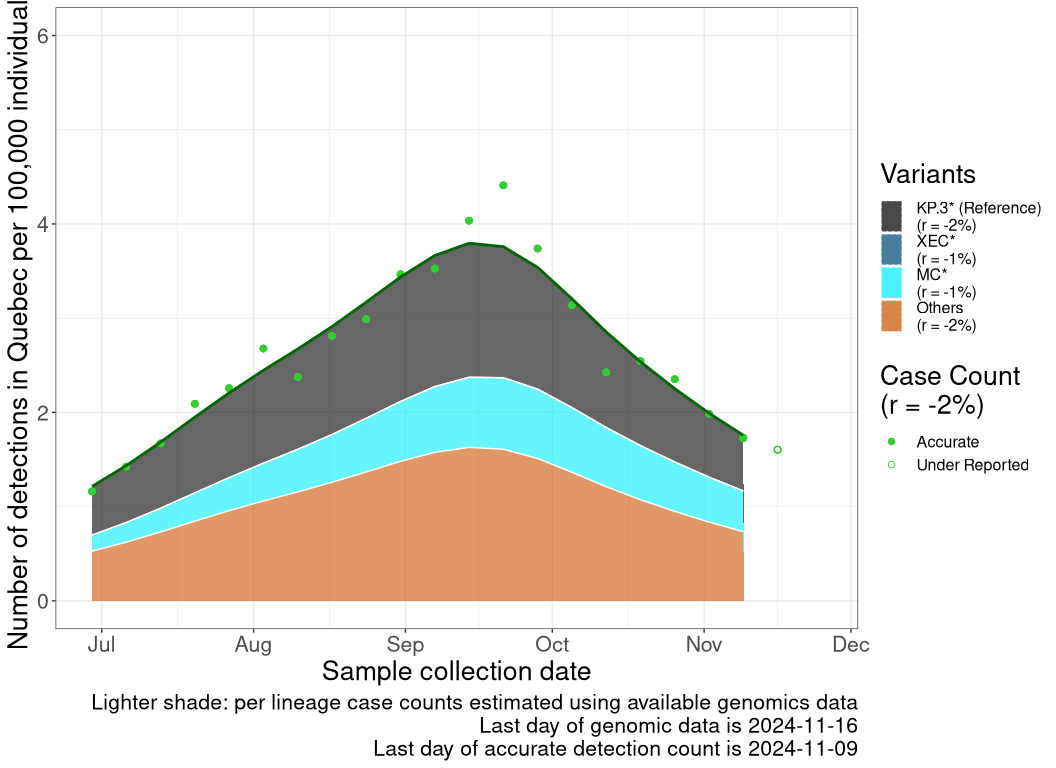 Number of detections in Quebec per 100,000 individual
6
4
2
0
Jul
Aug
Sep
Oct
Nov
Dec
Sample collection date
Lighter shade: per lineage case counts estimated using available genomics data
Last day of genomic data is 2024-11-16
Last day of accurate detection count is 2024-11-09
Variants
KP.3* (Reference)
(r = -2%)
XEC*
(r = -1%)
MC*
(r = -1%)
Others
(r = -2%)
Case Count
(r = -2%)
Accurate
Under Reported